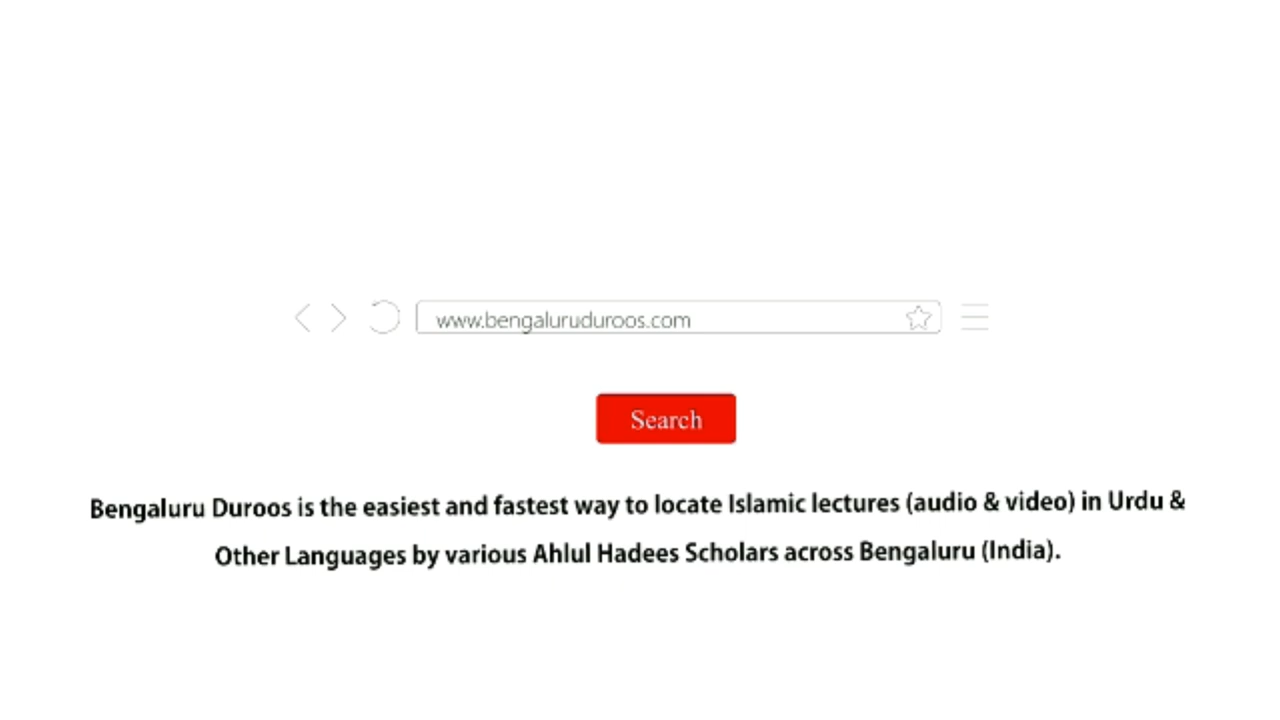 www.bengaluruduroos.com
Search
Bengaluru Duroos is the easiest and fastest way to locate Islamic lectures (audio & video) in Urdu &
Other Languages by various Ahlul Hadees Scholars across Bengaluru (India).